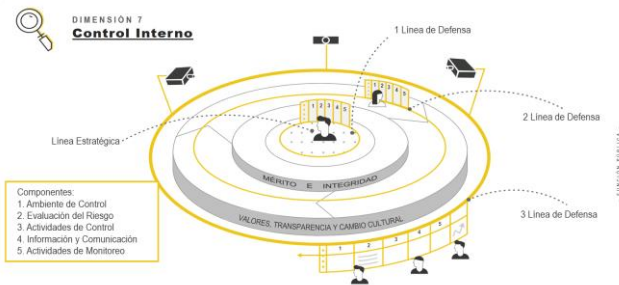 DIMENSIÓN 7
Control Interno
1 Línea de Defensa
2 Línea de Defensa
Línea Estratégica
3 Línea de Defensa
1 2 3 4 5
1 2 3 4 5
MÉRITO E INTEGRIDAD
VALORES, TRANSPARENCIA Y CAMBIO CULTURAL
1 2 3 4 5
Componentes:
1. Ambiente de Control
2. Evaluación del Riesgo
3. Actividades de Control
4. Información y Comunicación
5. Actividades de Monitoreo
FUNCIÓN PÚBLICA